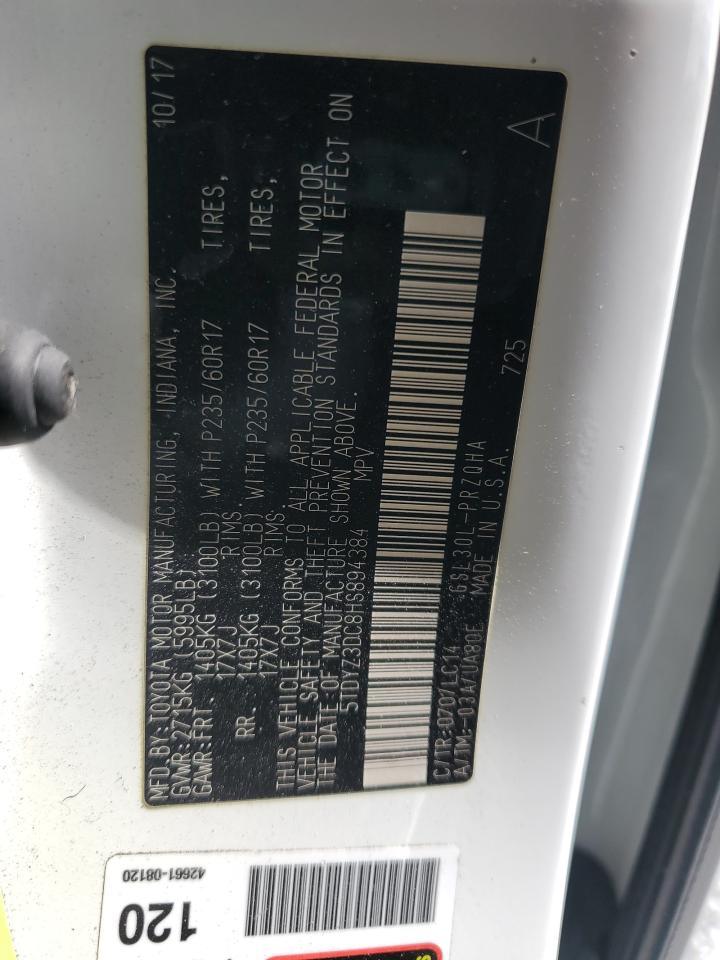 MFD.BY:TOYOTA MOTOR MANUFACTURING, INDIANA, INC. 10/17
GVWR:2715KG (5995LB)
GAWR:FRT. 1405KG (3100LB) WITH P235/60R17 TIRES,
17X7J RIMS.
RR. 1405KG (3100LB) WITH P235/60R17 TIRES,
17X7J RIMS.
THIS VEHICLE CONFORMS TO ALL APPLICABLE FEDERAL MOTOR
VEHICLE SAFETY AND THEFT PREVENTION STANDARDS IN EFFECT ON
THE DATE OF MANUFACTURE SHOWN ABOVE.
5TDYZ3DC8HS894384 MPV
C/TR:070/LC14 GSL30L-PRZQHA 725
A/TM:-03A/UA80E MADE IN U.S.A. A
120
42661-08120